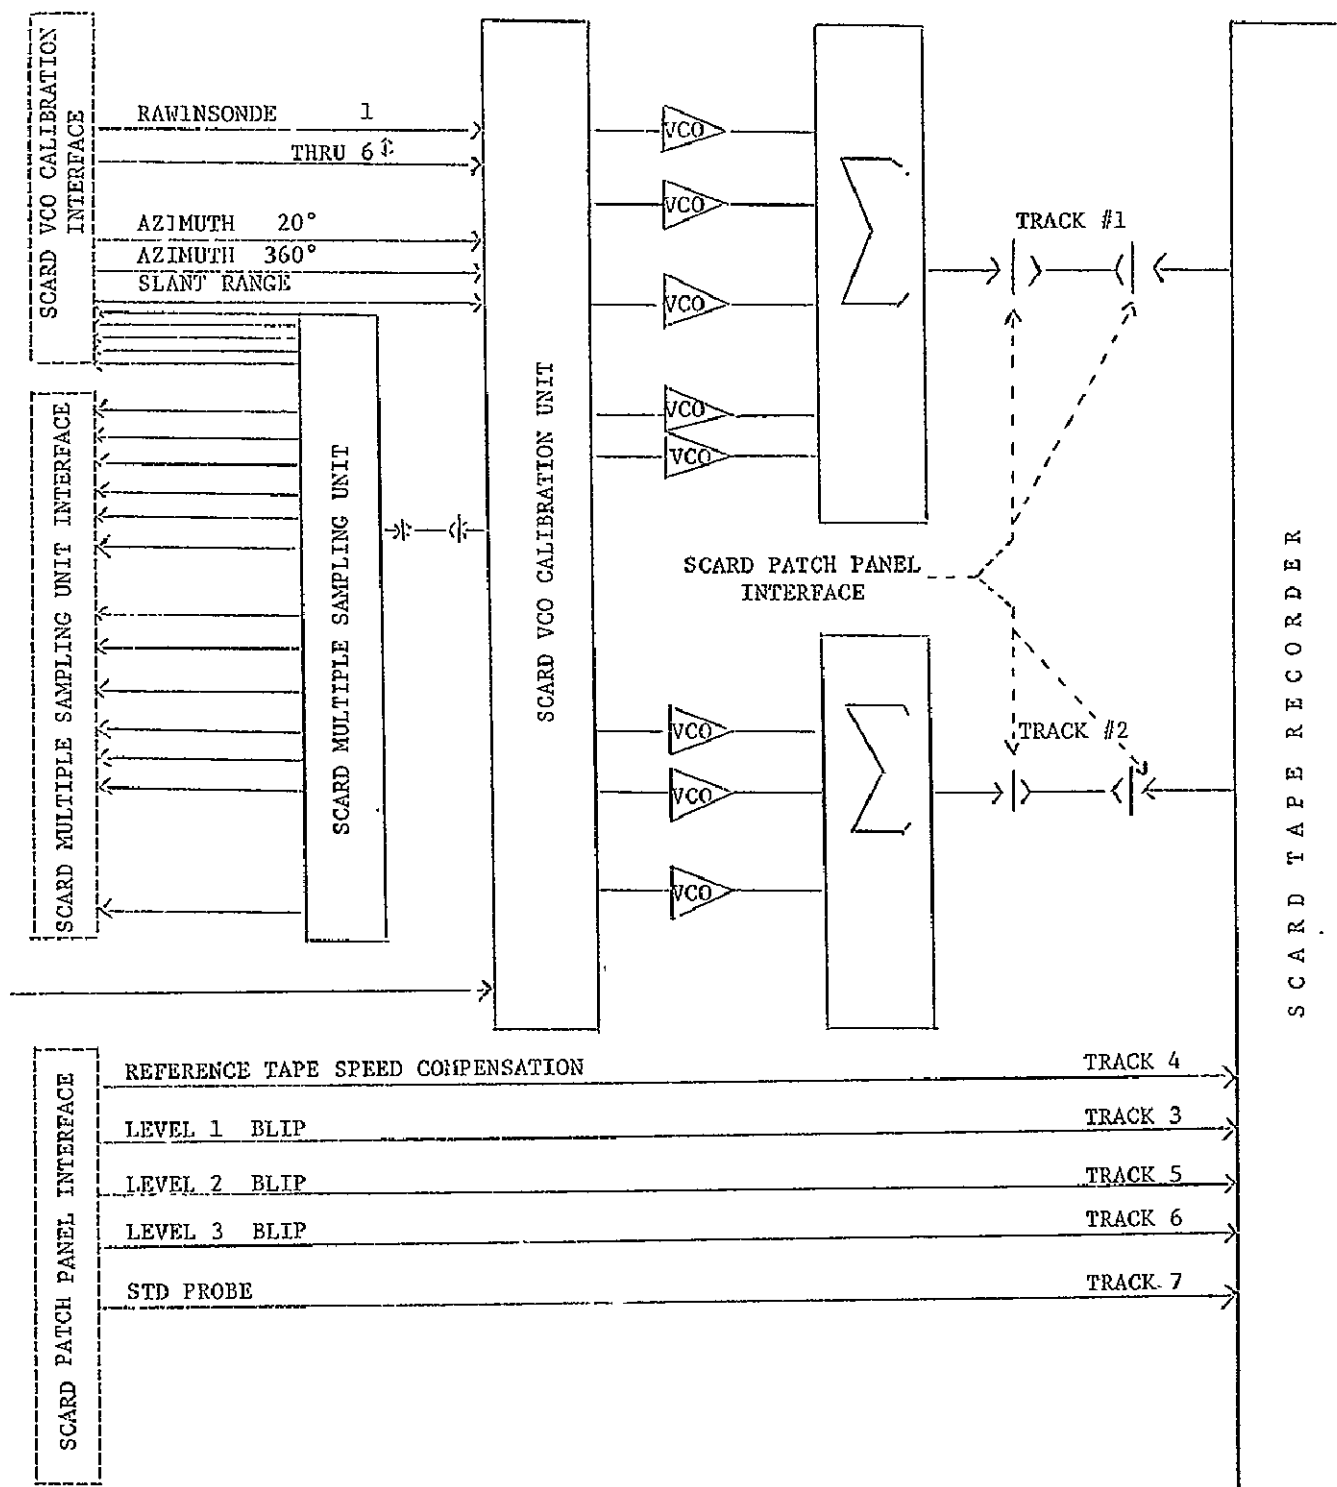 SCARD VCO CALIBRATION
INTERFACE
RAWINSONDE 1
THRU 6
AZIMUTH 20°
AZIMUTH 360°
SLANT RANGE
SCARD MULTIPLE SAMPLING UNIT INTERFACE
SCARD MULTIPLE SAMPLING UNIT
SCARD VCO CALIBRATION UNIT
VCO
VCO
VCO
VCO
VCO
∑
TRACK #1
SCARD PATCH PANEL
INTERFACE
VCO
VCO
VCO
∑
TRACK #2
SCARD TAPE RECORDER
SCARD PATCH PANEL INTERFACE
REFERENCE TAPE SPEED COMPENSATION TRACK 4
LEVEL 1 BLIP TRACK 3
LEVEL 2 BLIP TRACK 5
LEVEL 3 BLIP TRACK 6
STD PROBE TRACK 7